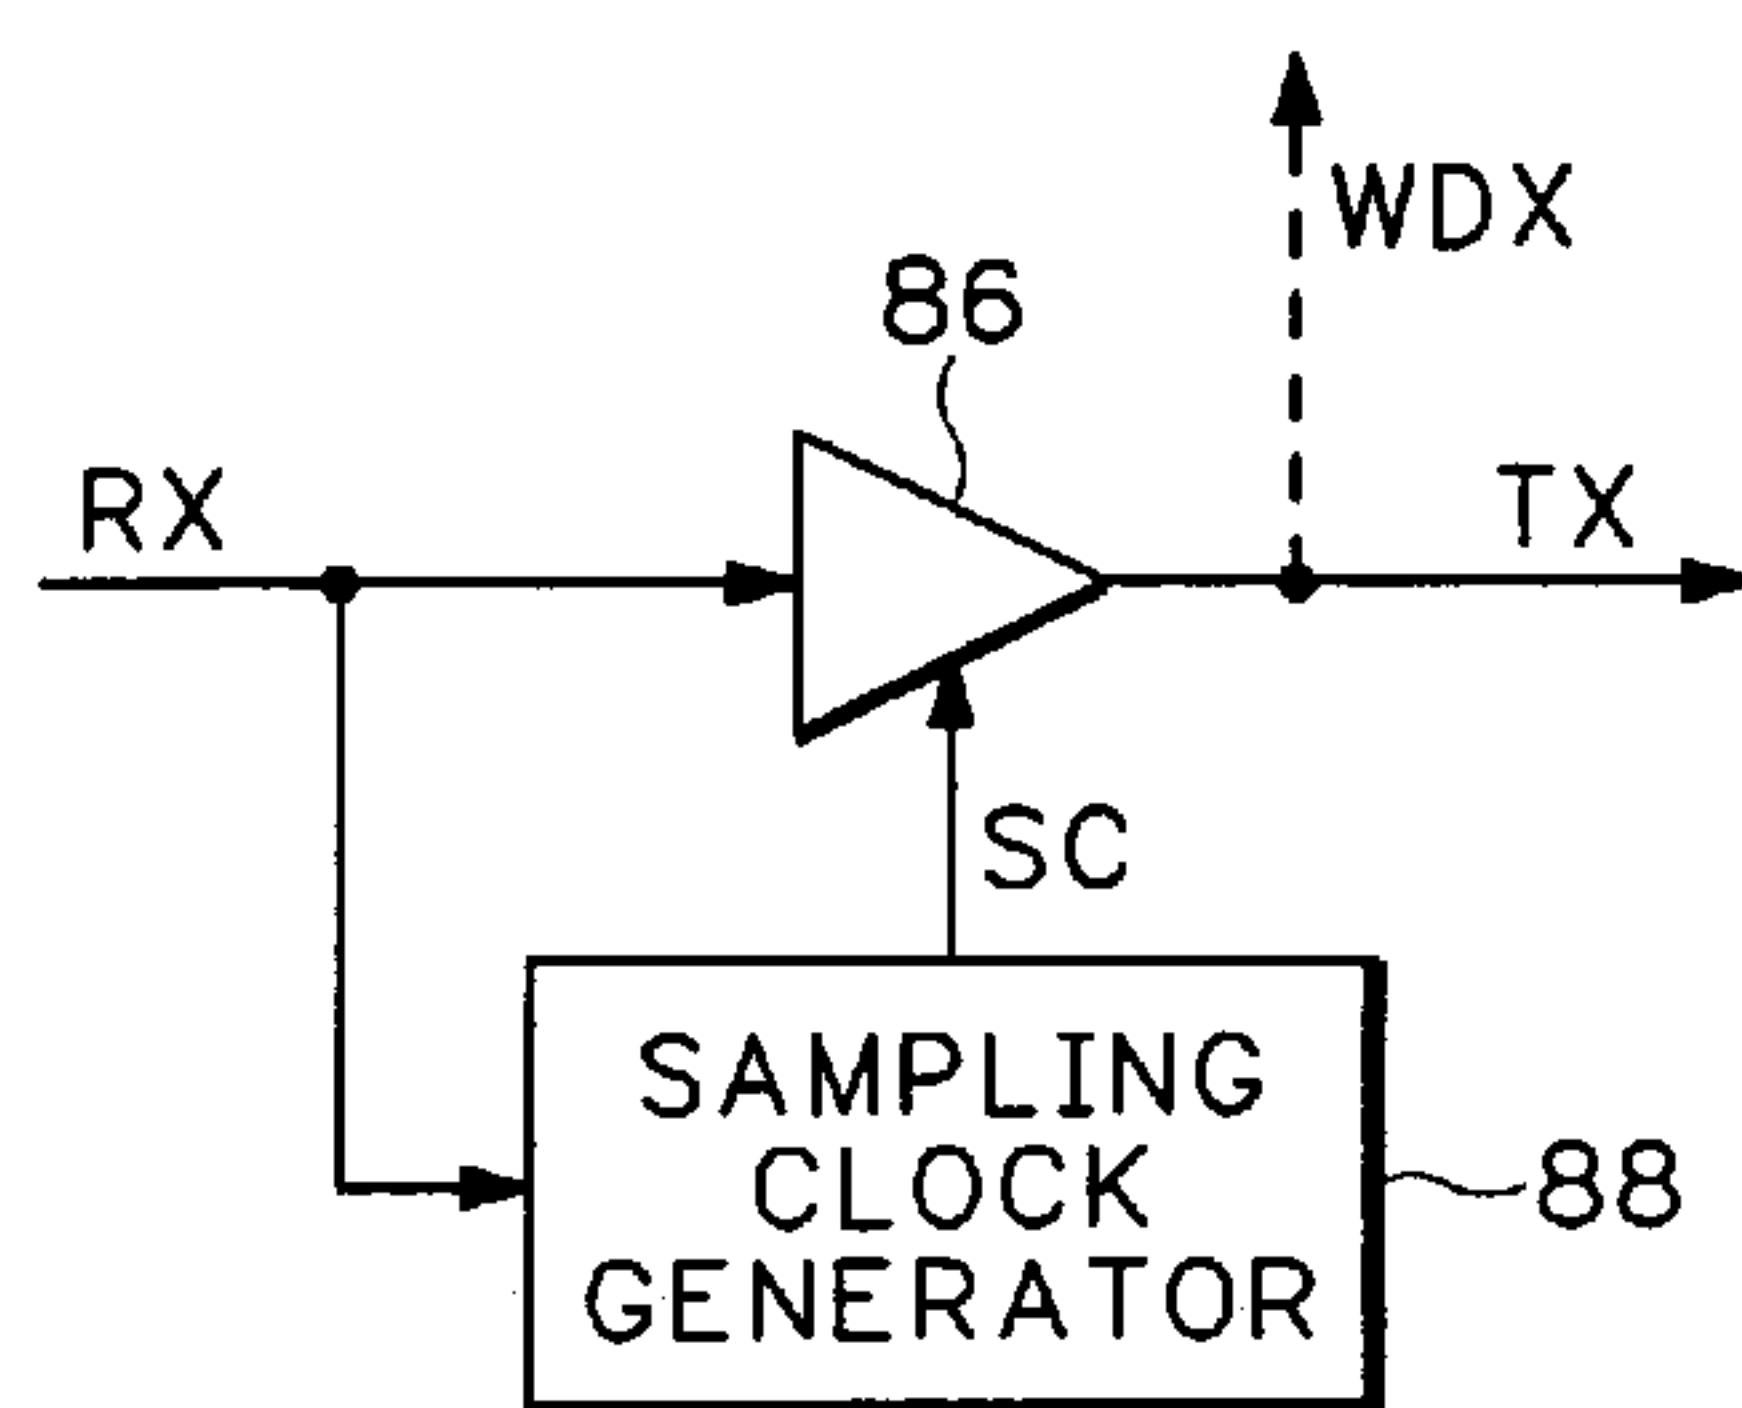 WDX
86
RX
TX
SC
SAMPLING
CLOCK
GENERATOR
88